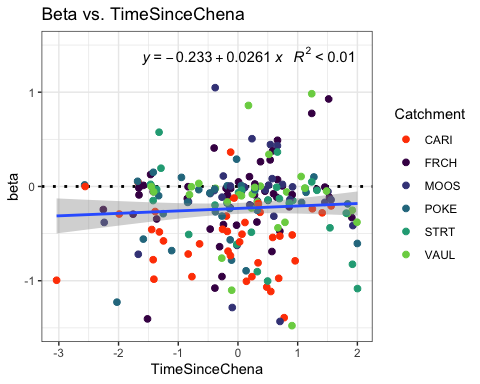 Beta vs. TimeSinceChena
y = −0.233 + 0.0261 x  R² < 0.01
1
0
-1
beta
-3 -2 -1 0 1 2
TimeSinceChena
Catchment
CARI
FRCH
MOOS
POKE
STRT
VAUL